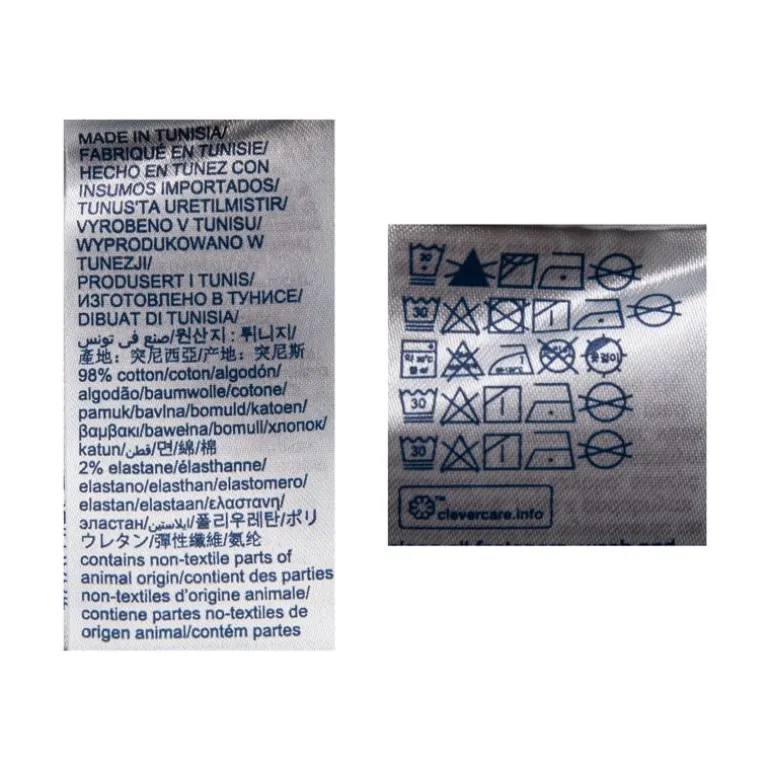 MADE IN TUNISIA/
FABRIQUÉ EN TUNISIE/
HECHO EN TÚNEZ CON
INSUMOS IMPORTADOS/
TUNUS'TA URETILMISTIR/
VYROBENO V TUNISU/
WYPRODUKOWANO W
TUNEZJI/
PRODUSERT I TUNIS/
ИЗГОТОВЛЕНО В ТУНИСЕ/
DIBUAT DI TUNISIA/
صنع في تونس/원산지 : 튀니지/
產地: 突尼西亞/产地: 突尼斯
98% cotton/coton/algodón/
algodão/baumwolle/cotone/
pamuk/bavlna/bomuld/katoen/
βαμβακι/bawełna/bomull/хлопок/
katun/قطن/면/綿/棉
2% elastane/élasthanne/
elastano/elasthan/elastomero/
elastan/elastaan/ελαστανη/
эластан/ايلاستين/폴리우레탄/ポリ
ウレタン/彈性纖維/氨纶
contains non-textile parts of
animal origin/contient des parties
non-textiles d'origine animale/
contiene partes no-textiles de
origen animal/contém partes
30
30
약 30℃
30
30
clevercare.info